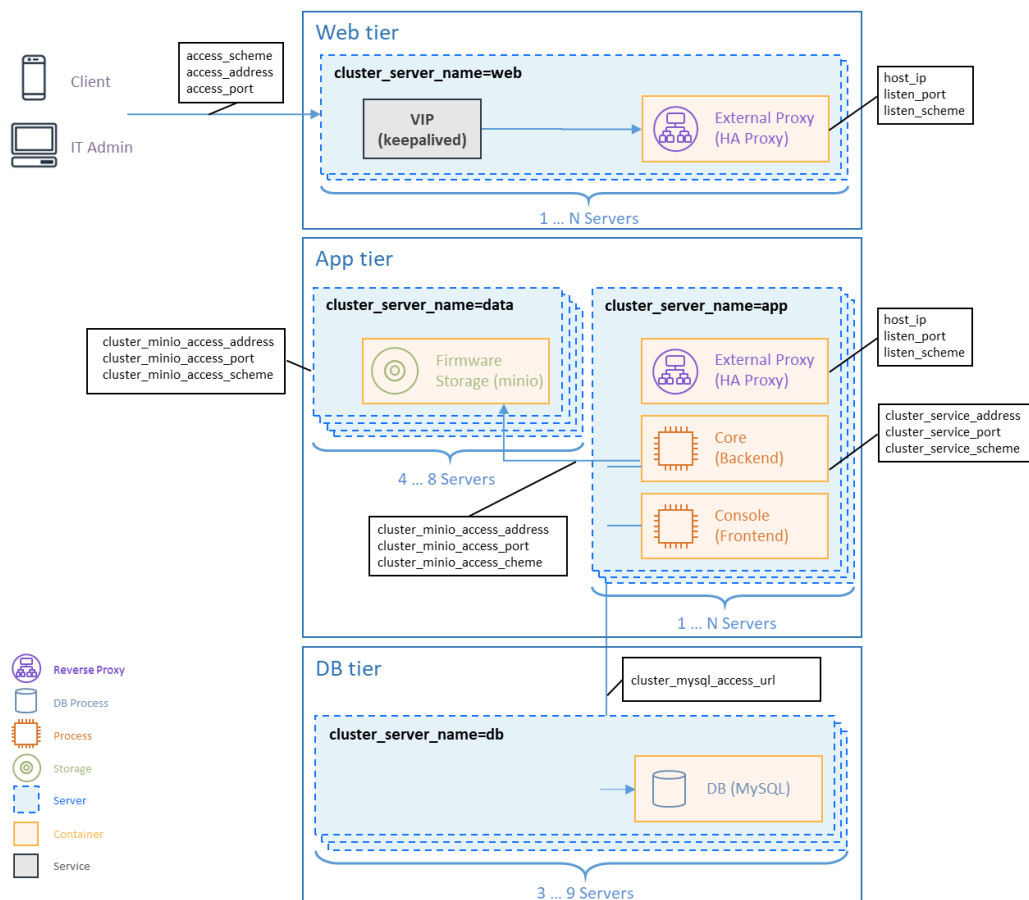 Web tier
access_scheme
access_address
access_port
Client
IT Admin
cluster_server_name=web
VIP
(keepalived)
External Proxy
(HA Proxy)
host_ip
listen_port
listen_scheme
1 ... N Servers
App tier
cluster_server_name=data
cluster_minio_access_address
cluster_minio_access_port
cluster_minio_access_scheme
Firmware
Storage (minio)
4 ... 8 Servers
cluster_server_name=app
External Proxy
(HA Proxy)
host_ip
listen_port
listen_scheme
Core
(Backend)
cluster_service_address
cluster_service_port
cluster_service_scheme
Console
(Frontend)
cluster_minio_access_address
cluster_minio_access_port
cluster_minio_access_cheme
1 ... N Servers
DB tier
cluster_mysql_access_url
cluster_server_name=db
DB (MySQL)
3 ... 9 Servers
Reverse Proxy
DB Process
Process
Storage
Server
Container
Service